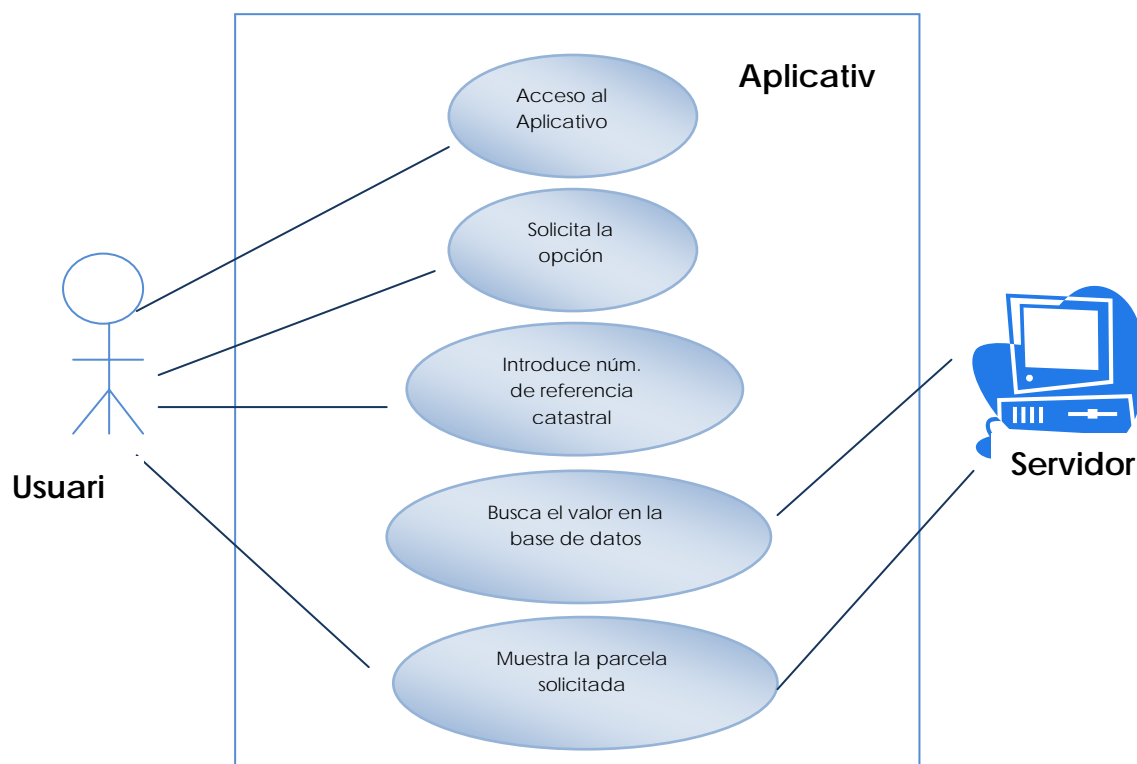 Aplicativ
Acceso al
Aplicativo
Solicita la
opción
Introduce núm.
de referencia
catastral
Usuari
Servidor
Busca el valor en la
base de datos
Muestra la parcela
solicitada